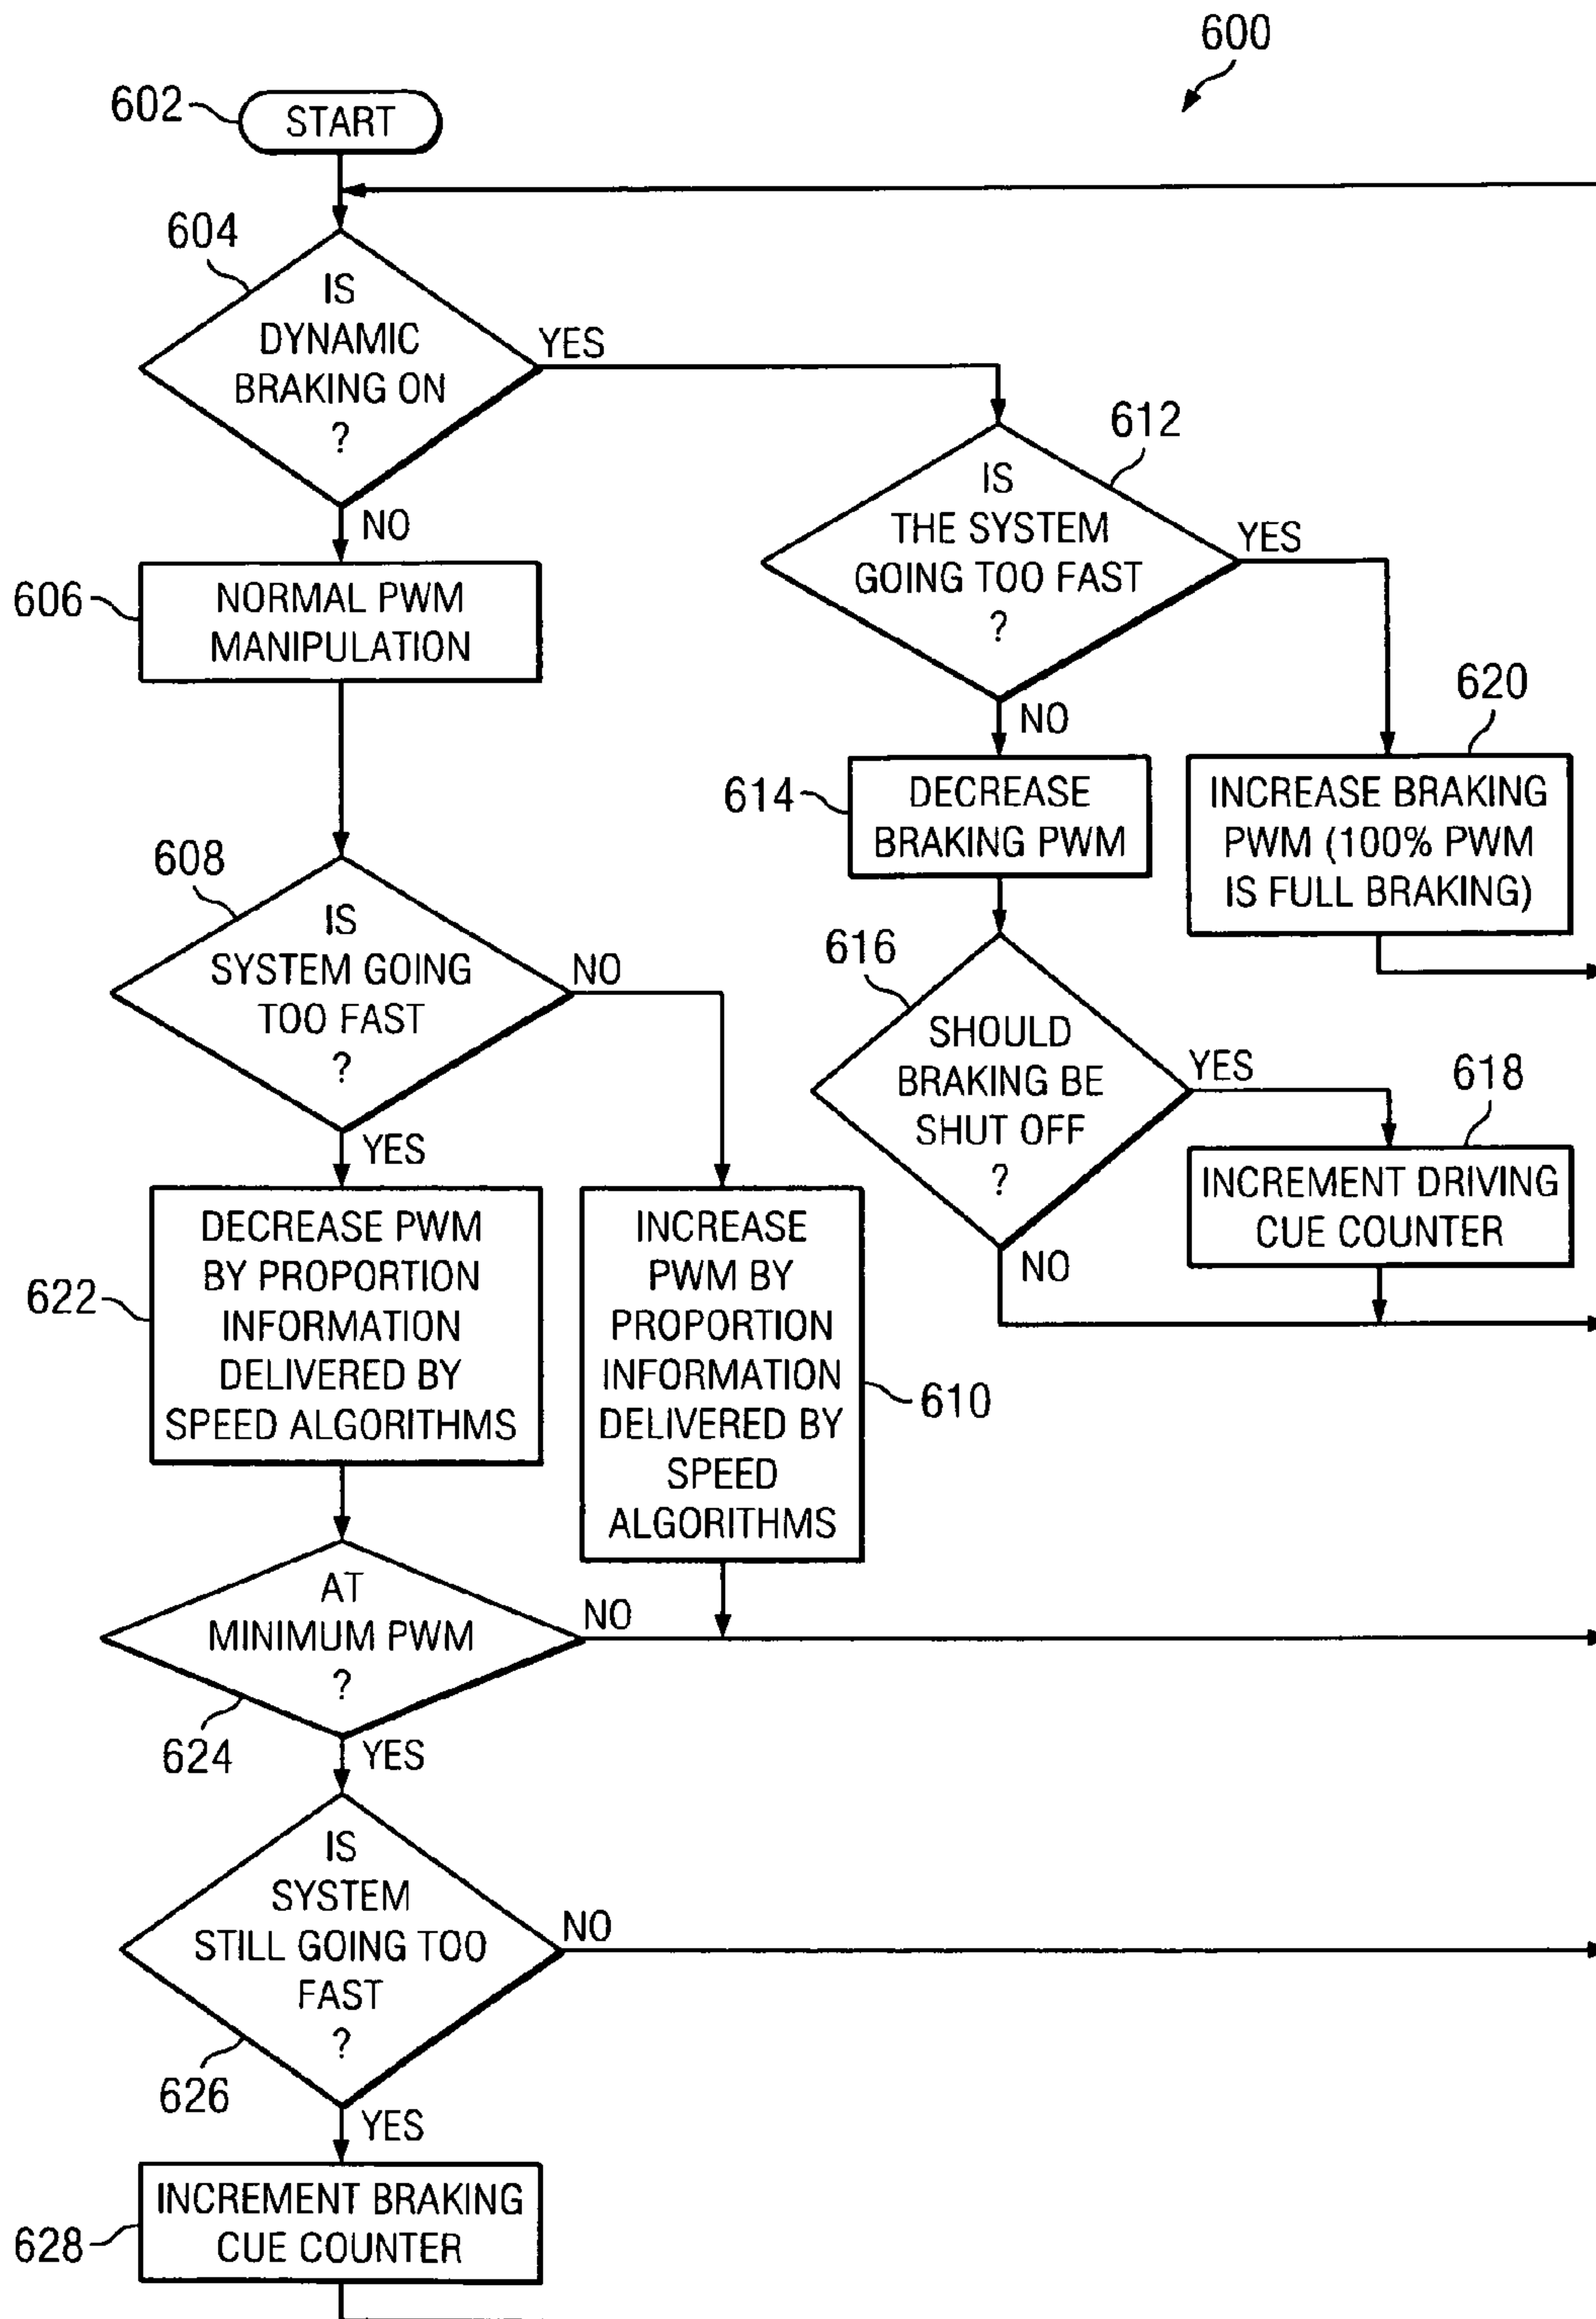 600
602
START
604
IS
DYNAMIC
BRAKING ON
?
YES
NO
612
IS
THE SYSTEM
GOING TOO FAST
?
YES
NO
606
NORMAL PWM
MANIPULATION
620
INCREASE BRAKING
PWM (100% PWM
IS FULL BRAKING)
614
DECREASE
BRAKING PWM
608
IS
SYSTEM GOING
TOO FAST
?
NO
YES
616
SHOULD
BRAKING BE
SHUT OFF
?
YES
NO
618
INCREMENT DRIVING
CUE COUNTER
622
DECREASE PWM
BY PROPORTION
INFORMATION
DELIVERED BY
SPEED ALGORITHMS
INCREASE
PWM BY
PROPORTION
INFORMATION
DELIVERED BY
SPEED
ALGORITHMS
610
AT
MINIMUM PWM
?
NO
624
YES
IS
SYSTEM
STILL GOING TOO
FAST
?
NO
626
YES
628
INCREMENT BRAKING
CUE COUNTER